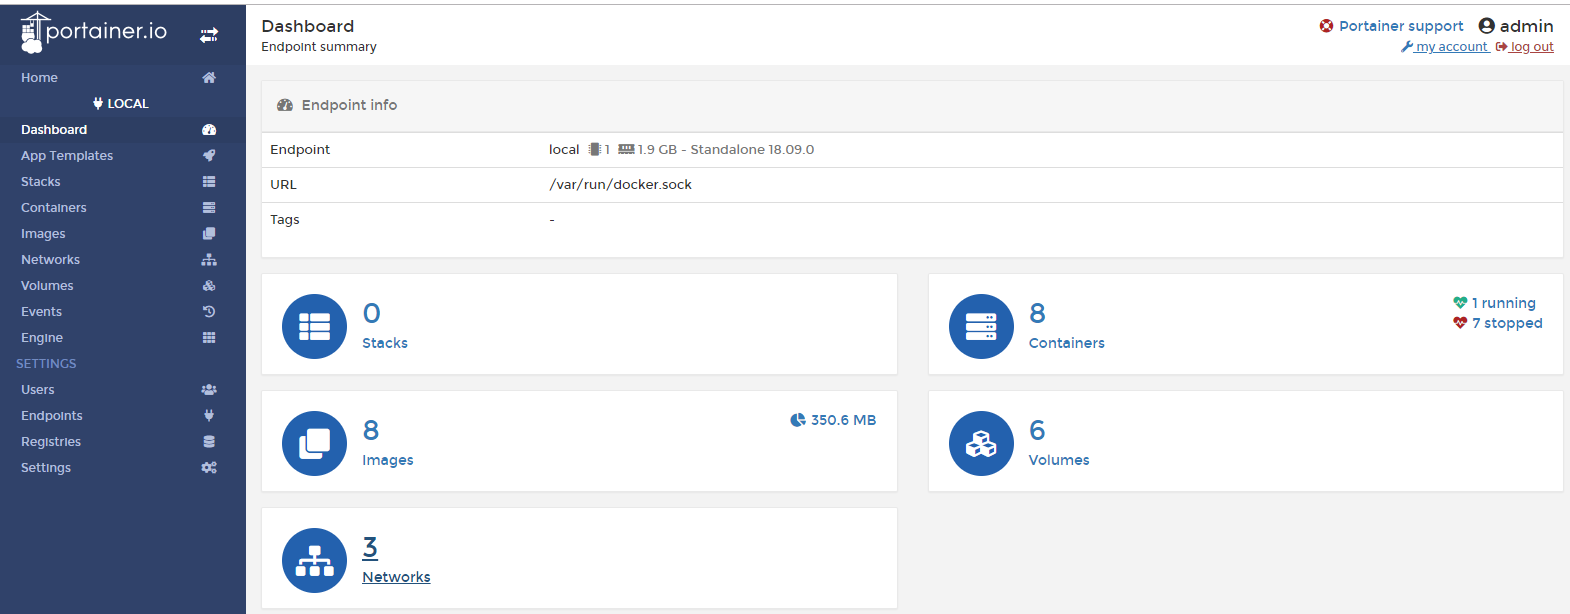 portainer.io
Dashboard
Endpoint summary
Portainer support admin
my account log out
Home
LOCAL
Dashboard
App Templates
Stacks
Containers
Images
Networks
Volumes
Events
Engine
SETTINGS
Users
Endpoints
Registries
Settings
Endpoint info
Endpoint local 1 1.9 GB - Standalone 18.09.0
URL /var/run/docker.sock
Tags -
0
Stacks
8
Containers
1 running
7 stopped
8
Images
350.6 MB
6
Volumes
3
Networks